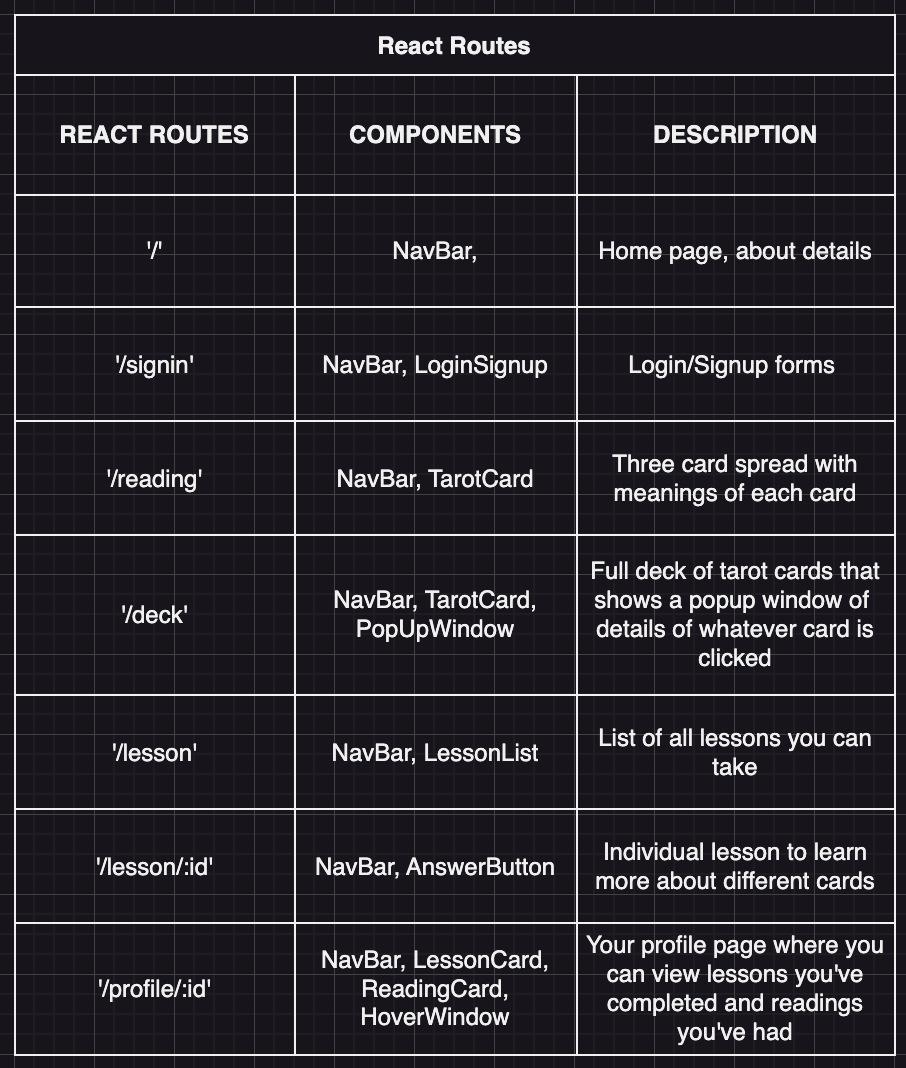 React Routes
REACT ROUTES
COMPONENTS
DESCRIPTION
'/'
NavBar,
Home page, about details
'/signin'
NavBar, LoginSignup
Login/Signup forms
'/reading'
NavBar, TarotCard
Three card spread with
meanings of each card
'/deck'
NavBar, TarotCard,
PopUpWindow
Full deck of tarot cards that
shows a popup window of
details of whatever card is
clicked
'/lesson'
NavBar, LessonList
List of all lessons you can
take
'/lesson/:id'
NavBar, AnswerButton
Individual lesson to learn
more about different cards
'/profile/:id'
NavBar, LessonCard,
ReadingCard,
HoverWindow
Your profile page where you
can view lessons you've
completed and readings
you've had